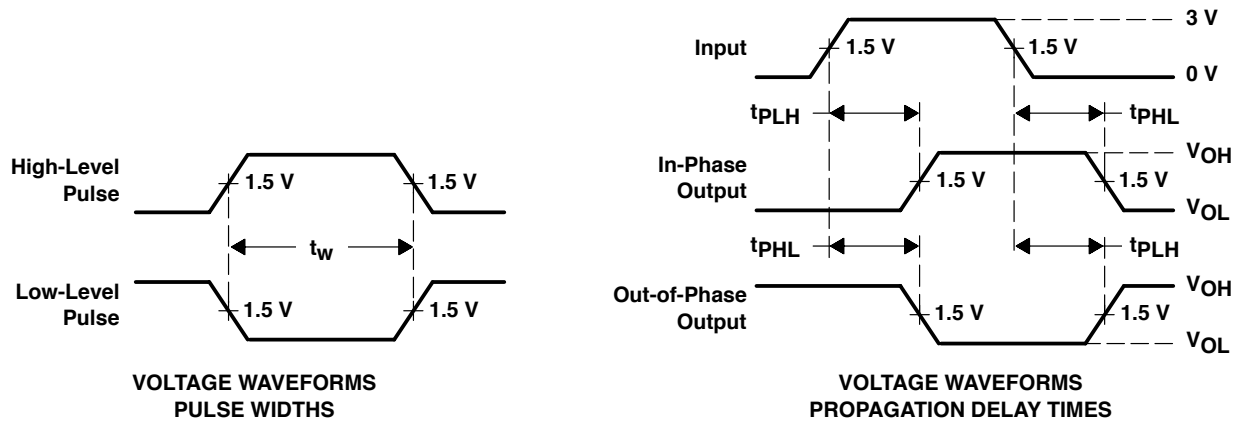 High-Level
Pulse
1.5 V
1.5 V
tw
Low-Level
Pulse
1.5 V
1.5 V
VOLTAGE WAVEFORMS
PULSE WIDTHS
Input
1.5 V
1.5 V
3 V
0 V
tPLH
tPHL
In-Phase
Output
1.5 V
1.5 V
VOH
VOL
tPHL
tPLH
Out-of-Phase
Output
1.5 V
1.5 V
VOH
VOL
VOLTAGE WAVEFORMS
PROPAGATION DELAY TIMES